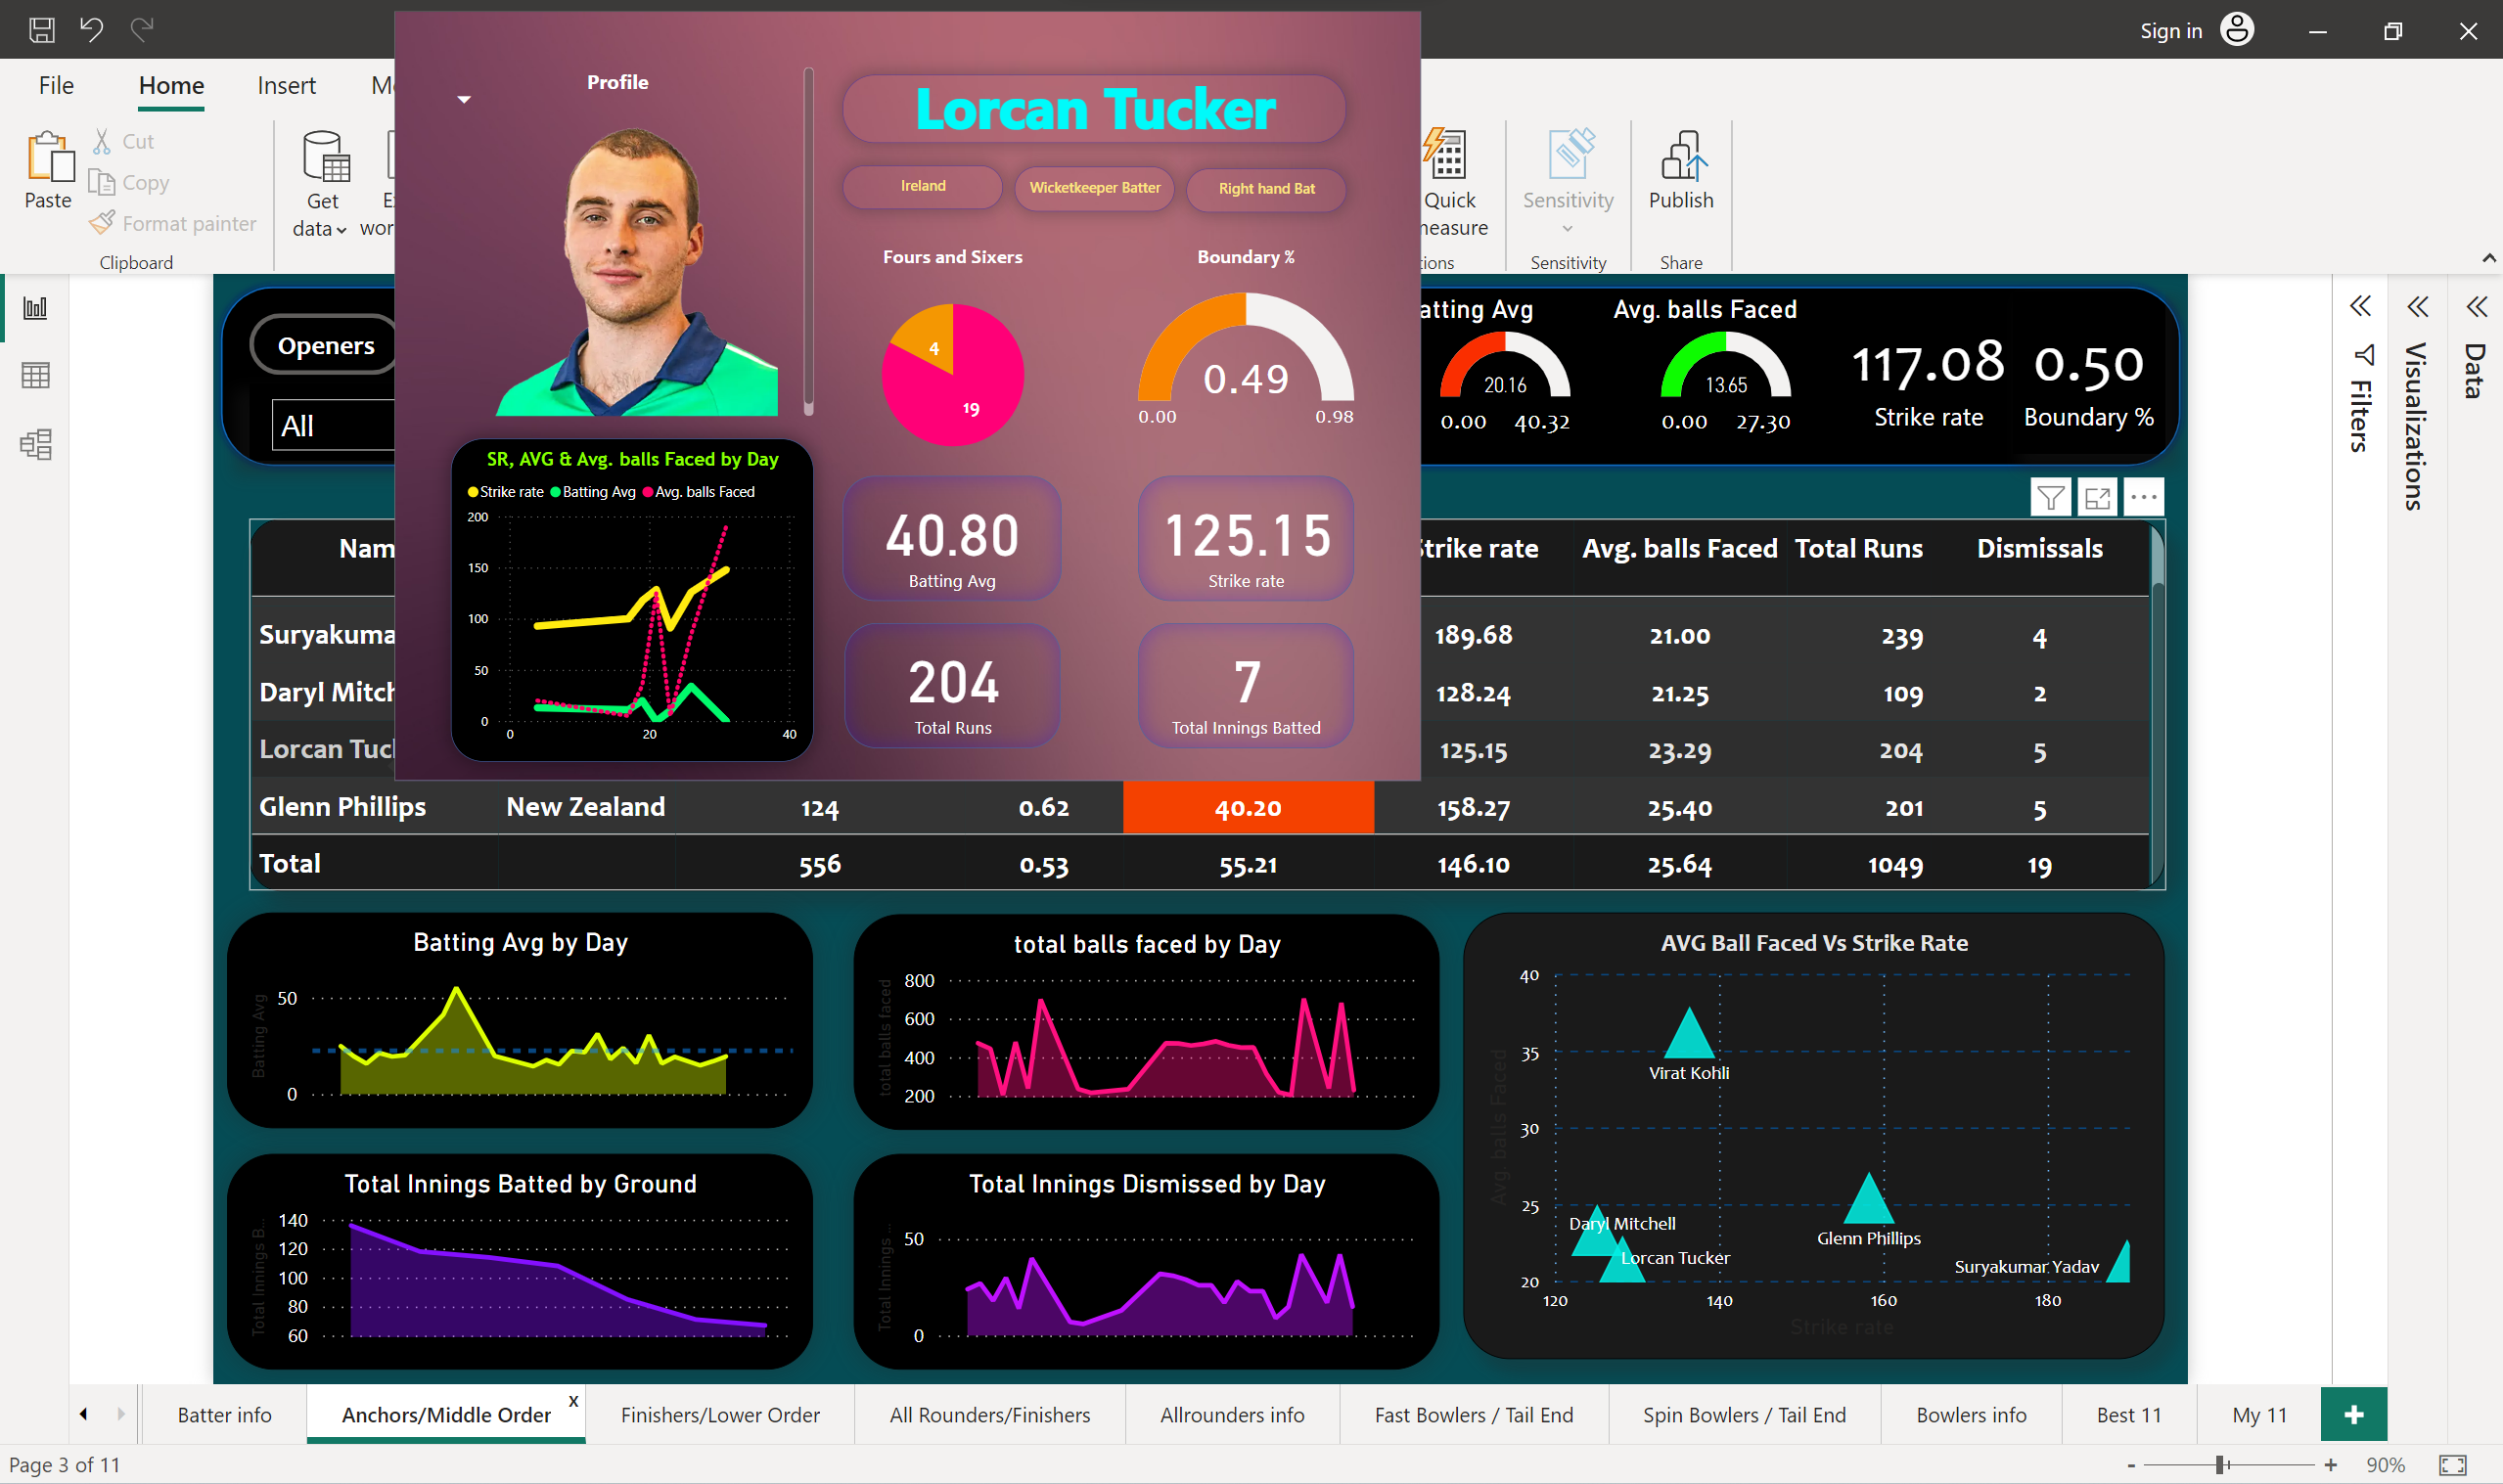 Sign in
File
Home
Insert
Paste
Cut
Copy
Format painter
Clipboard
Get
data
Quick
Sensitivity
Sensitivity
Publish
Share
Profile
Lorcan Tucker
Ireland
Wicketkeeper Batter
Right hand Bat
Fours and Sixers
4
19
Boundary %
0.49
0.00
0.98
SR, AVG & Avg. balls Faced by Day
Strike rate
Batting Avg
Avg. balls Faced
200
150
100
50
0
0
20
40
40.80
Batting Avg
125.15
Strike rate
204
Total Runs
7
Total Innings Batted
Openers
All
atting Avg
20.16
0.00
40.32
Avg. balls Faced
13.65
0.00
27.30
117.08
Strike rate
0.50
Boundary %
Filters
Visualizations
Data
Nam
trike rate
Avg. balls Faced
Total Runs
Dismissals
Suryakuma
189.68
21.00
239
4
Daryl Mitch
128.24
21.25
109
2
Lorcan Tuc
125.15
23.29
204
5
Glenn Phillips
New Zealand
124
0.62
40.20
158.27
25.40
201
5
Total
556
0.53
55.21
146.10
25.64
1049
19
Batting Avg by Day
Batting Avg
50
0
total balls faced by Day
total balls faced
800
600
400
200
AVG Ball Faced Vs Strike Rate
Avg. balls Faced
40
35
30
25
20
Virat Kohli
Daryl Mitchell
Lorcan Tucker
Glenn Phillips
Suryakumar Yadav
120
140
160
180
Strike rate
Total Innings Batted by Ground
Total Innings B...
140
120
100
80
60
Total Innings Dismissed by Day
Total Innings ...
50
0
Batter info
Anchors/Middle Order
x
Finishers/Lower Order
All Rounders/Finishers
Allrounders info
Fast Bowlers / Tail End
Spin Bowlers / Tail End
Bowlers info
Best 11
My 11
+
Page 3 of 11
-
+
90%